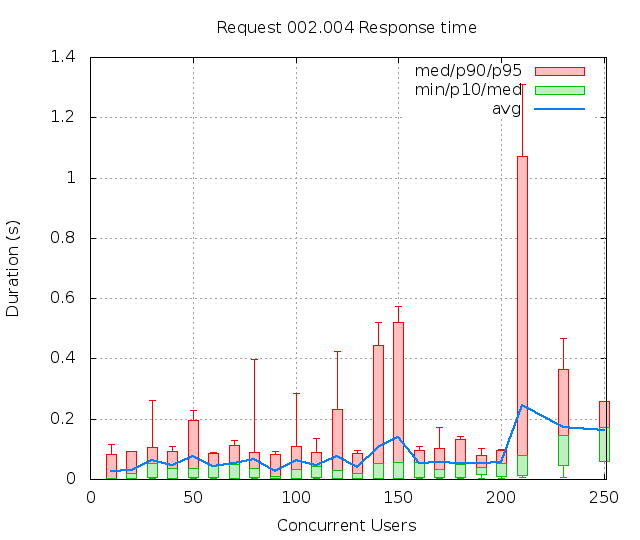 Request 002.004 Response time
med/p90/p95
min/p10/med
avg
Duration (s)
1.4
1.2
1
0.8
0.6
0.4
0.2
0
0 50 100 150 200 250
Concurrent Users